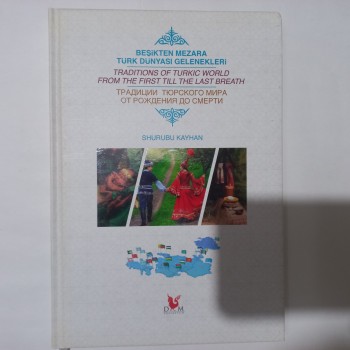 BEŞİKTEN MEZARA
TÜRK DÜNYASI GELENEKLERİ
TRADITIONS OF TURKIC WORLD
FROM THE FIRST TILL THE LAST BREATH
ТРАДИЦИИ ТЮРСКОГО МИРА
ОТ РОЖДЕНИЯ ДО СМЕРТИ
SHURUBU KAYHAN